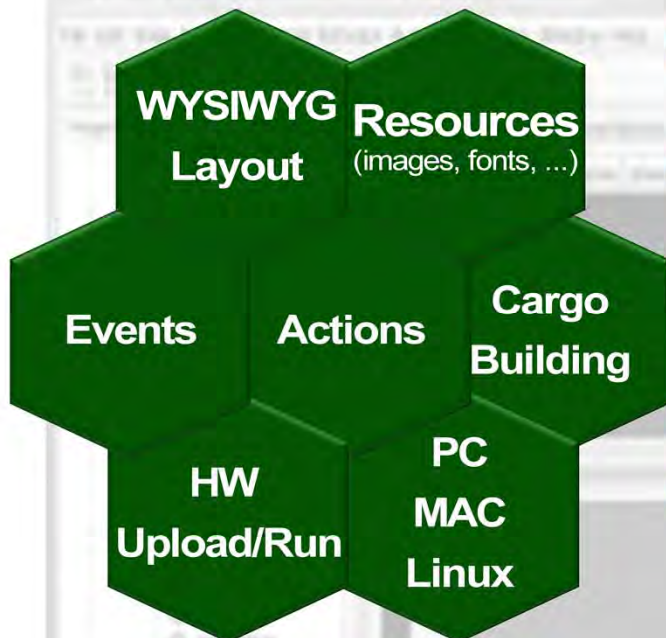 WYSIWYG
Layout
Resources
(images, fonts, ...)
Events
Actions
Cargo
Building
HW
Upload/Run
PC
MAC
Linux